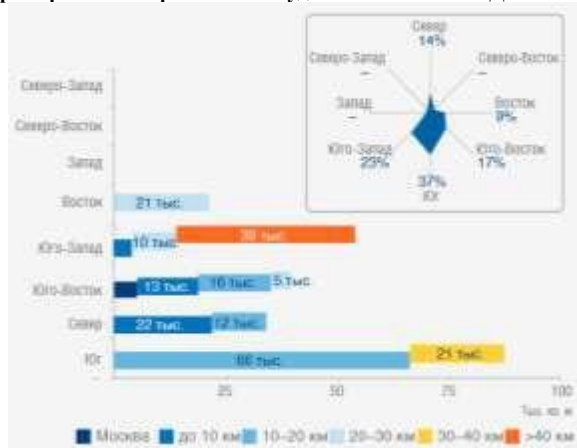 Север
14%
Северо-Запад
–
Северо-Восток
–
Запад
–
Восток
9%
Юго-Запад
23%
Юго-Восток
17%
37%
Юг
Северо-Запад
Северо-Восток
Запад
Восток
21 тыс.
Юго-Запад
10 тыс.
Юго-Восток
13 тыс.
16 тыс.
5 тыс.
Север
22 тыс.
12 тыс.
Юг
66 тыс.
21 тыс.
25
50
75
100
Тыс. кв. м
Москва
до 10 км
10–20 км
20–30 км
30–40 км
>40 км